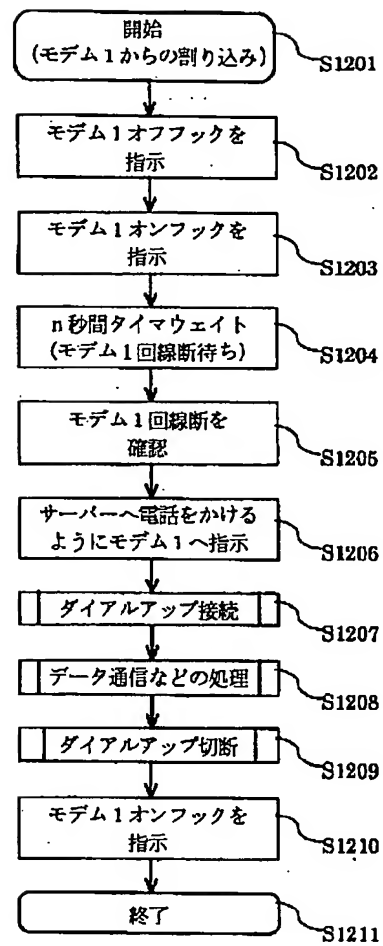 開始
(モデム1からの割り込み)
S1201
モデム1オフフックを
指示
S1202
モデム1オンフックを
指示
S1203
n秒間タイマウェイト
(モデム1回線断待ち)
S1204
モデム1回線断を
確認
S1205
サーバーへ電話をかける
ようにモデム1へ指示
S1206
ダイアルアップ接続
S1207
データ通信などの処理
S1208
ダイアルアップ切断
S1209
モデム1オンフックを
指示
S1210
終了
S1211